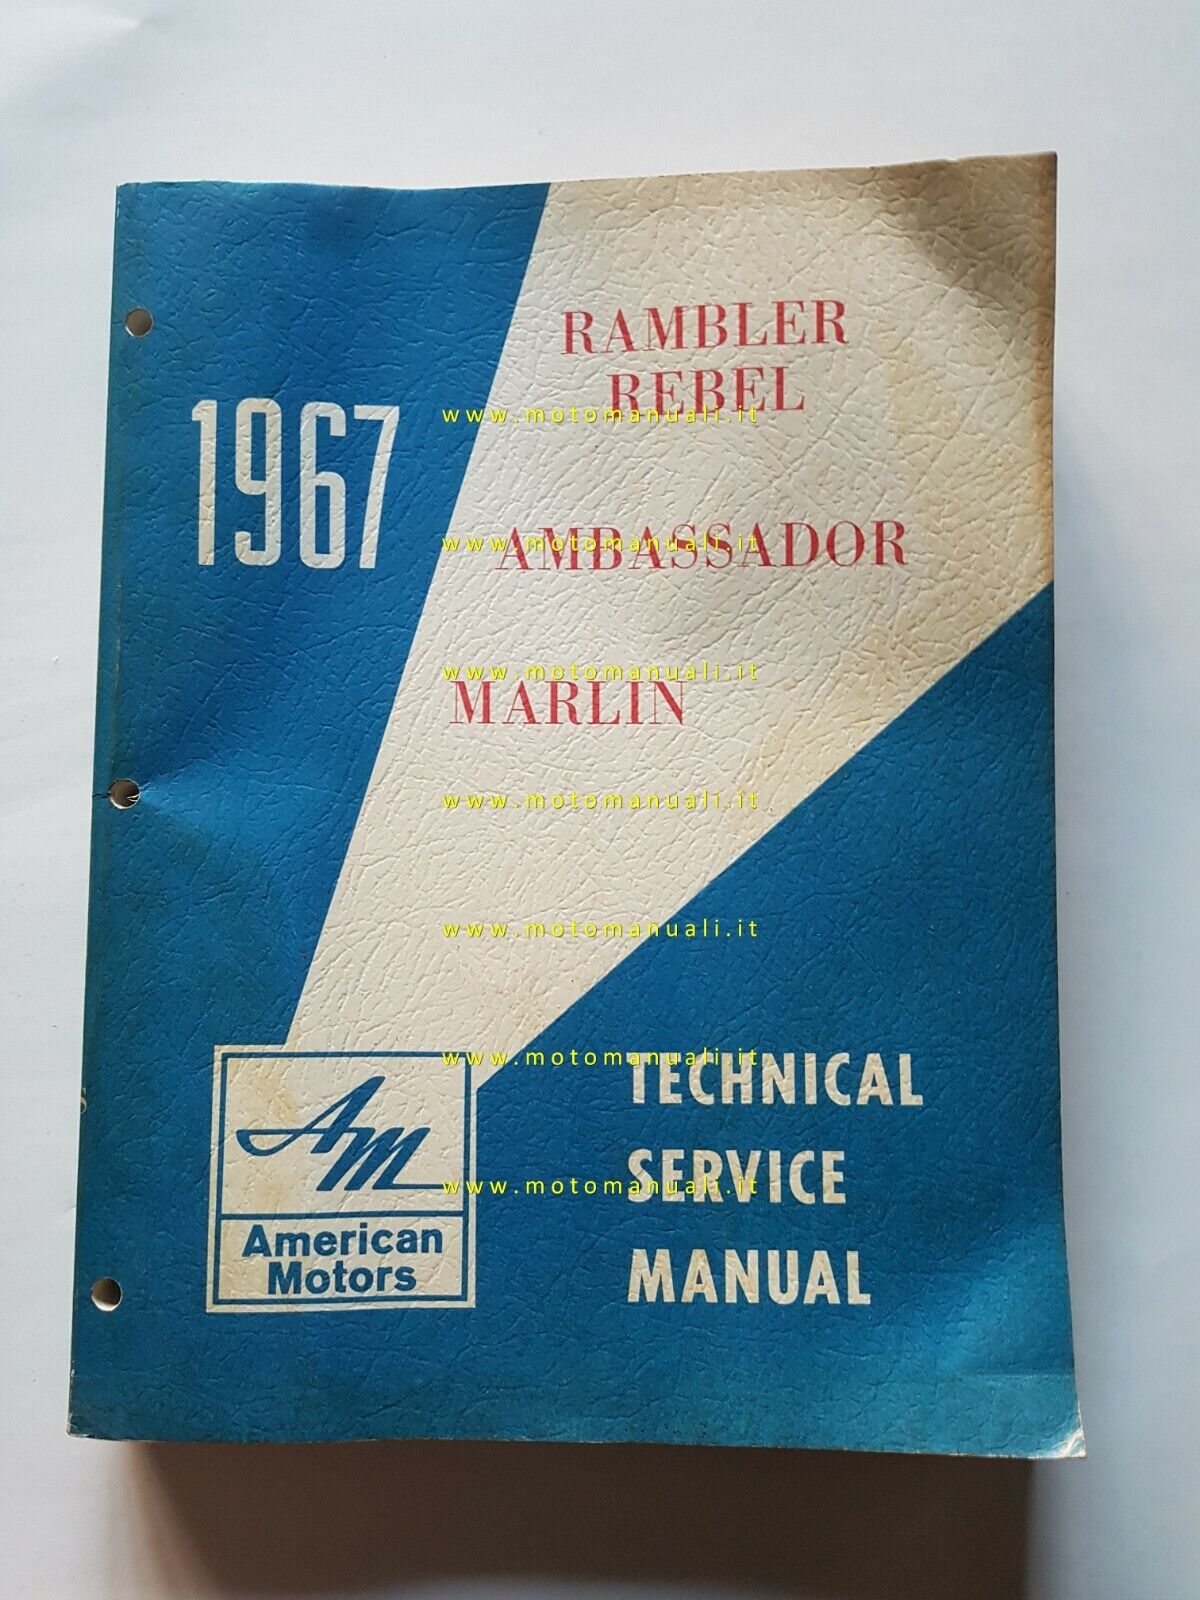 RAMBLER
REBEL
www.motomanuali.it
1967
www.motomanuali.it
AMBASSADOR
www.motomanuali.it
MARLIN
www.motomanuali.it
www.motomanuali.it
www.motomanuali.it
TECHNICAL
SERVICE
MANUAL
www.motomanuali.it
AM
American
Motors